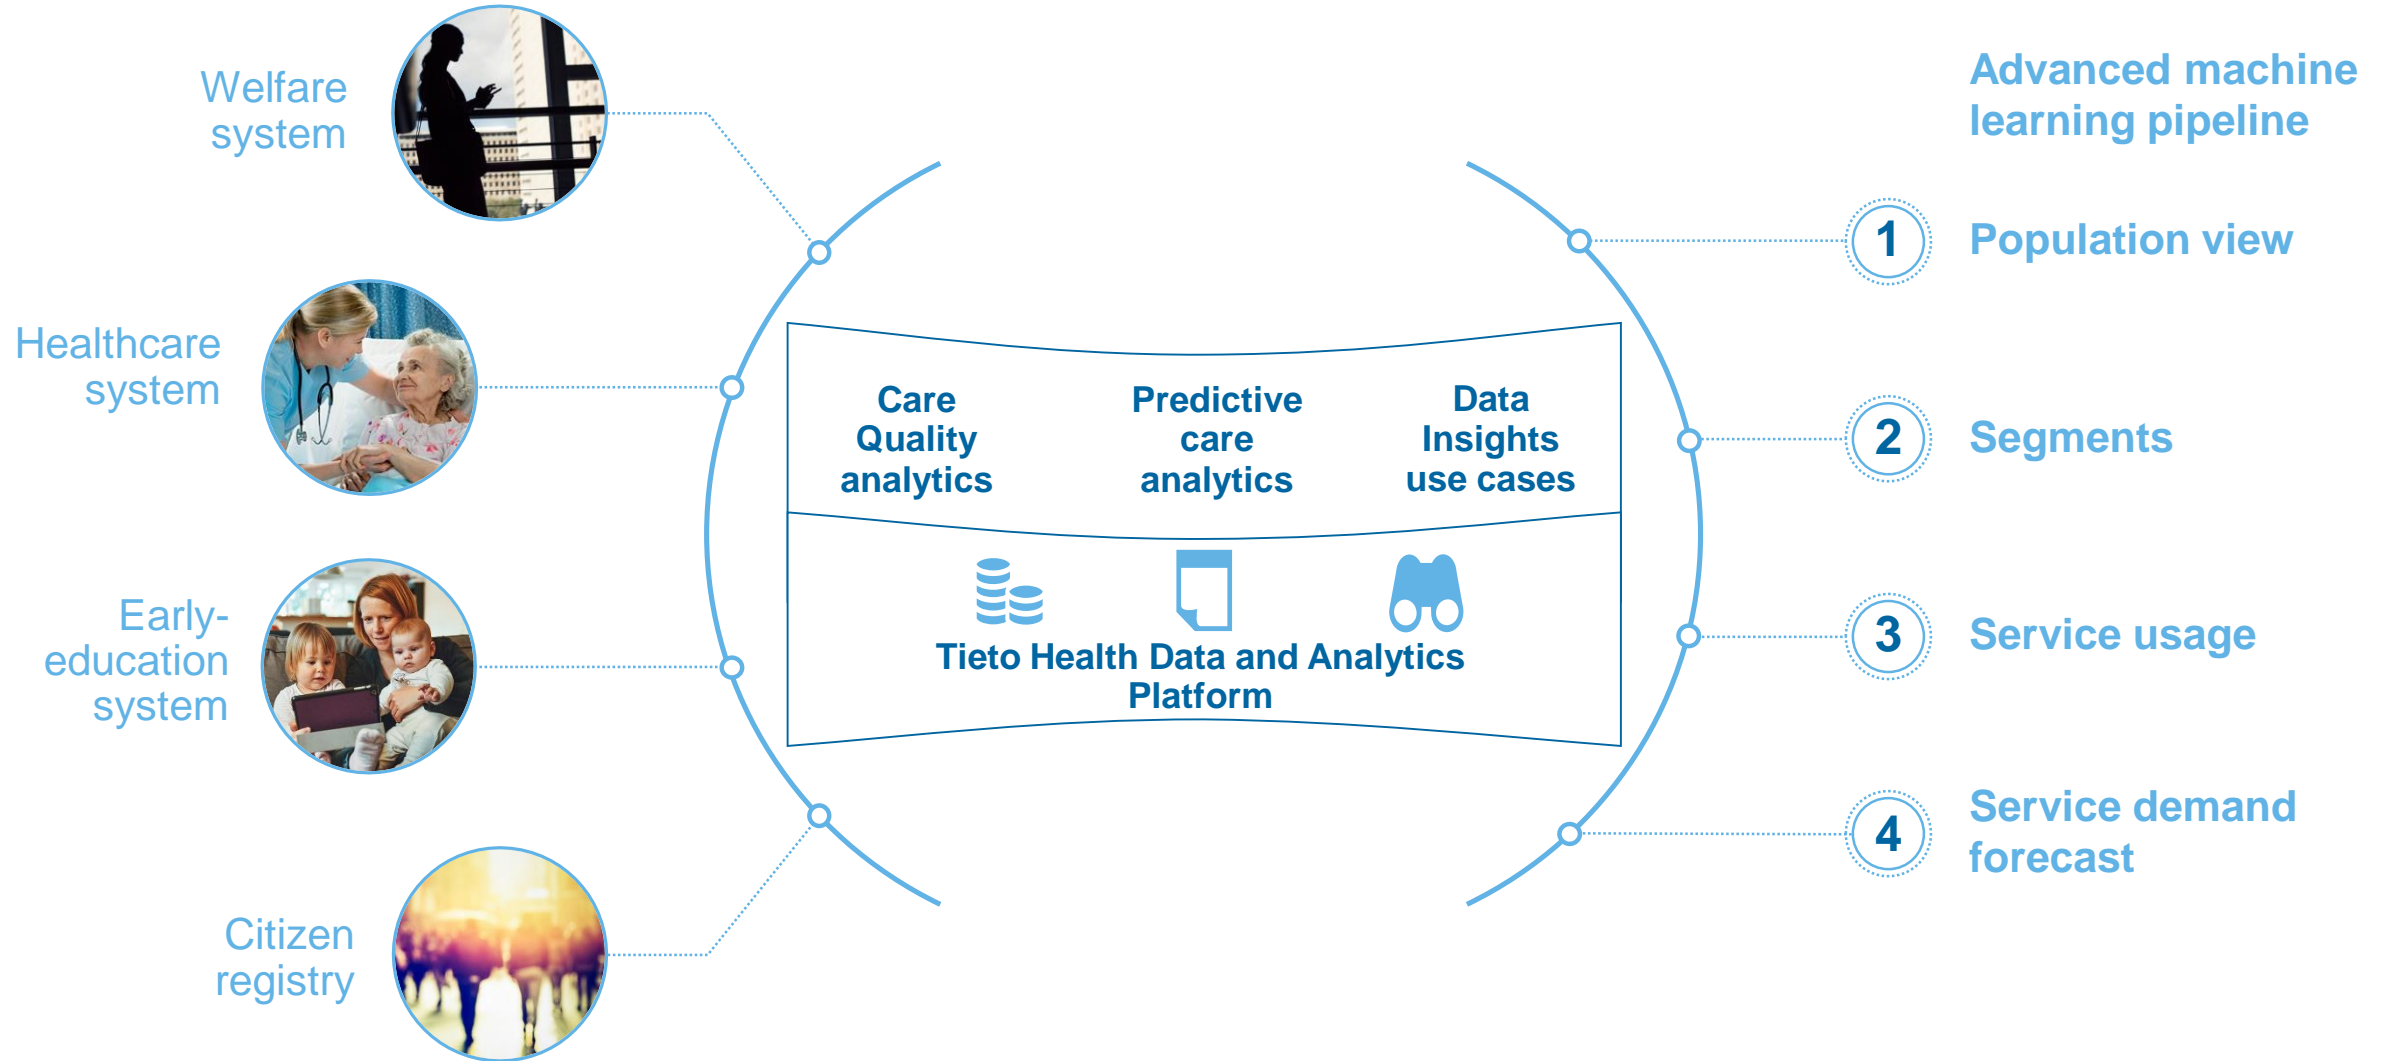 Welfare
system
Healthcare
system
Early-
education
system
Citizen
registry
Care
Quality
analytics
Predictive
care
analytics
Data
Insights
use cases
Tieto Health Data and Analytics
Platform
Advanced machine
learning pipeline
1 Population view
2 Segments
3 Service usage
4 Service demand
forecast